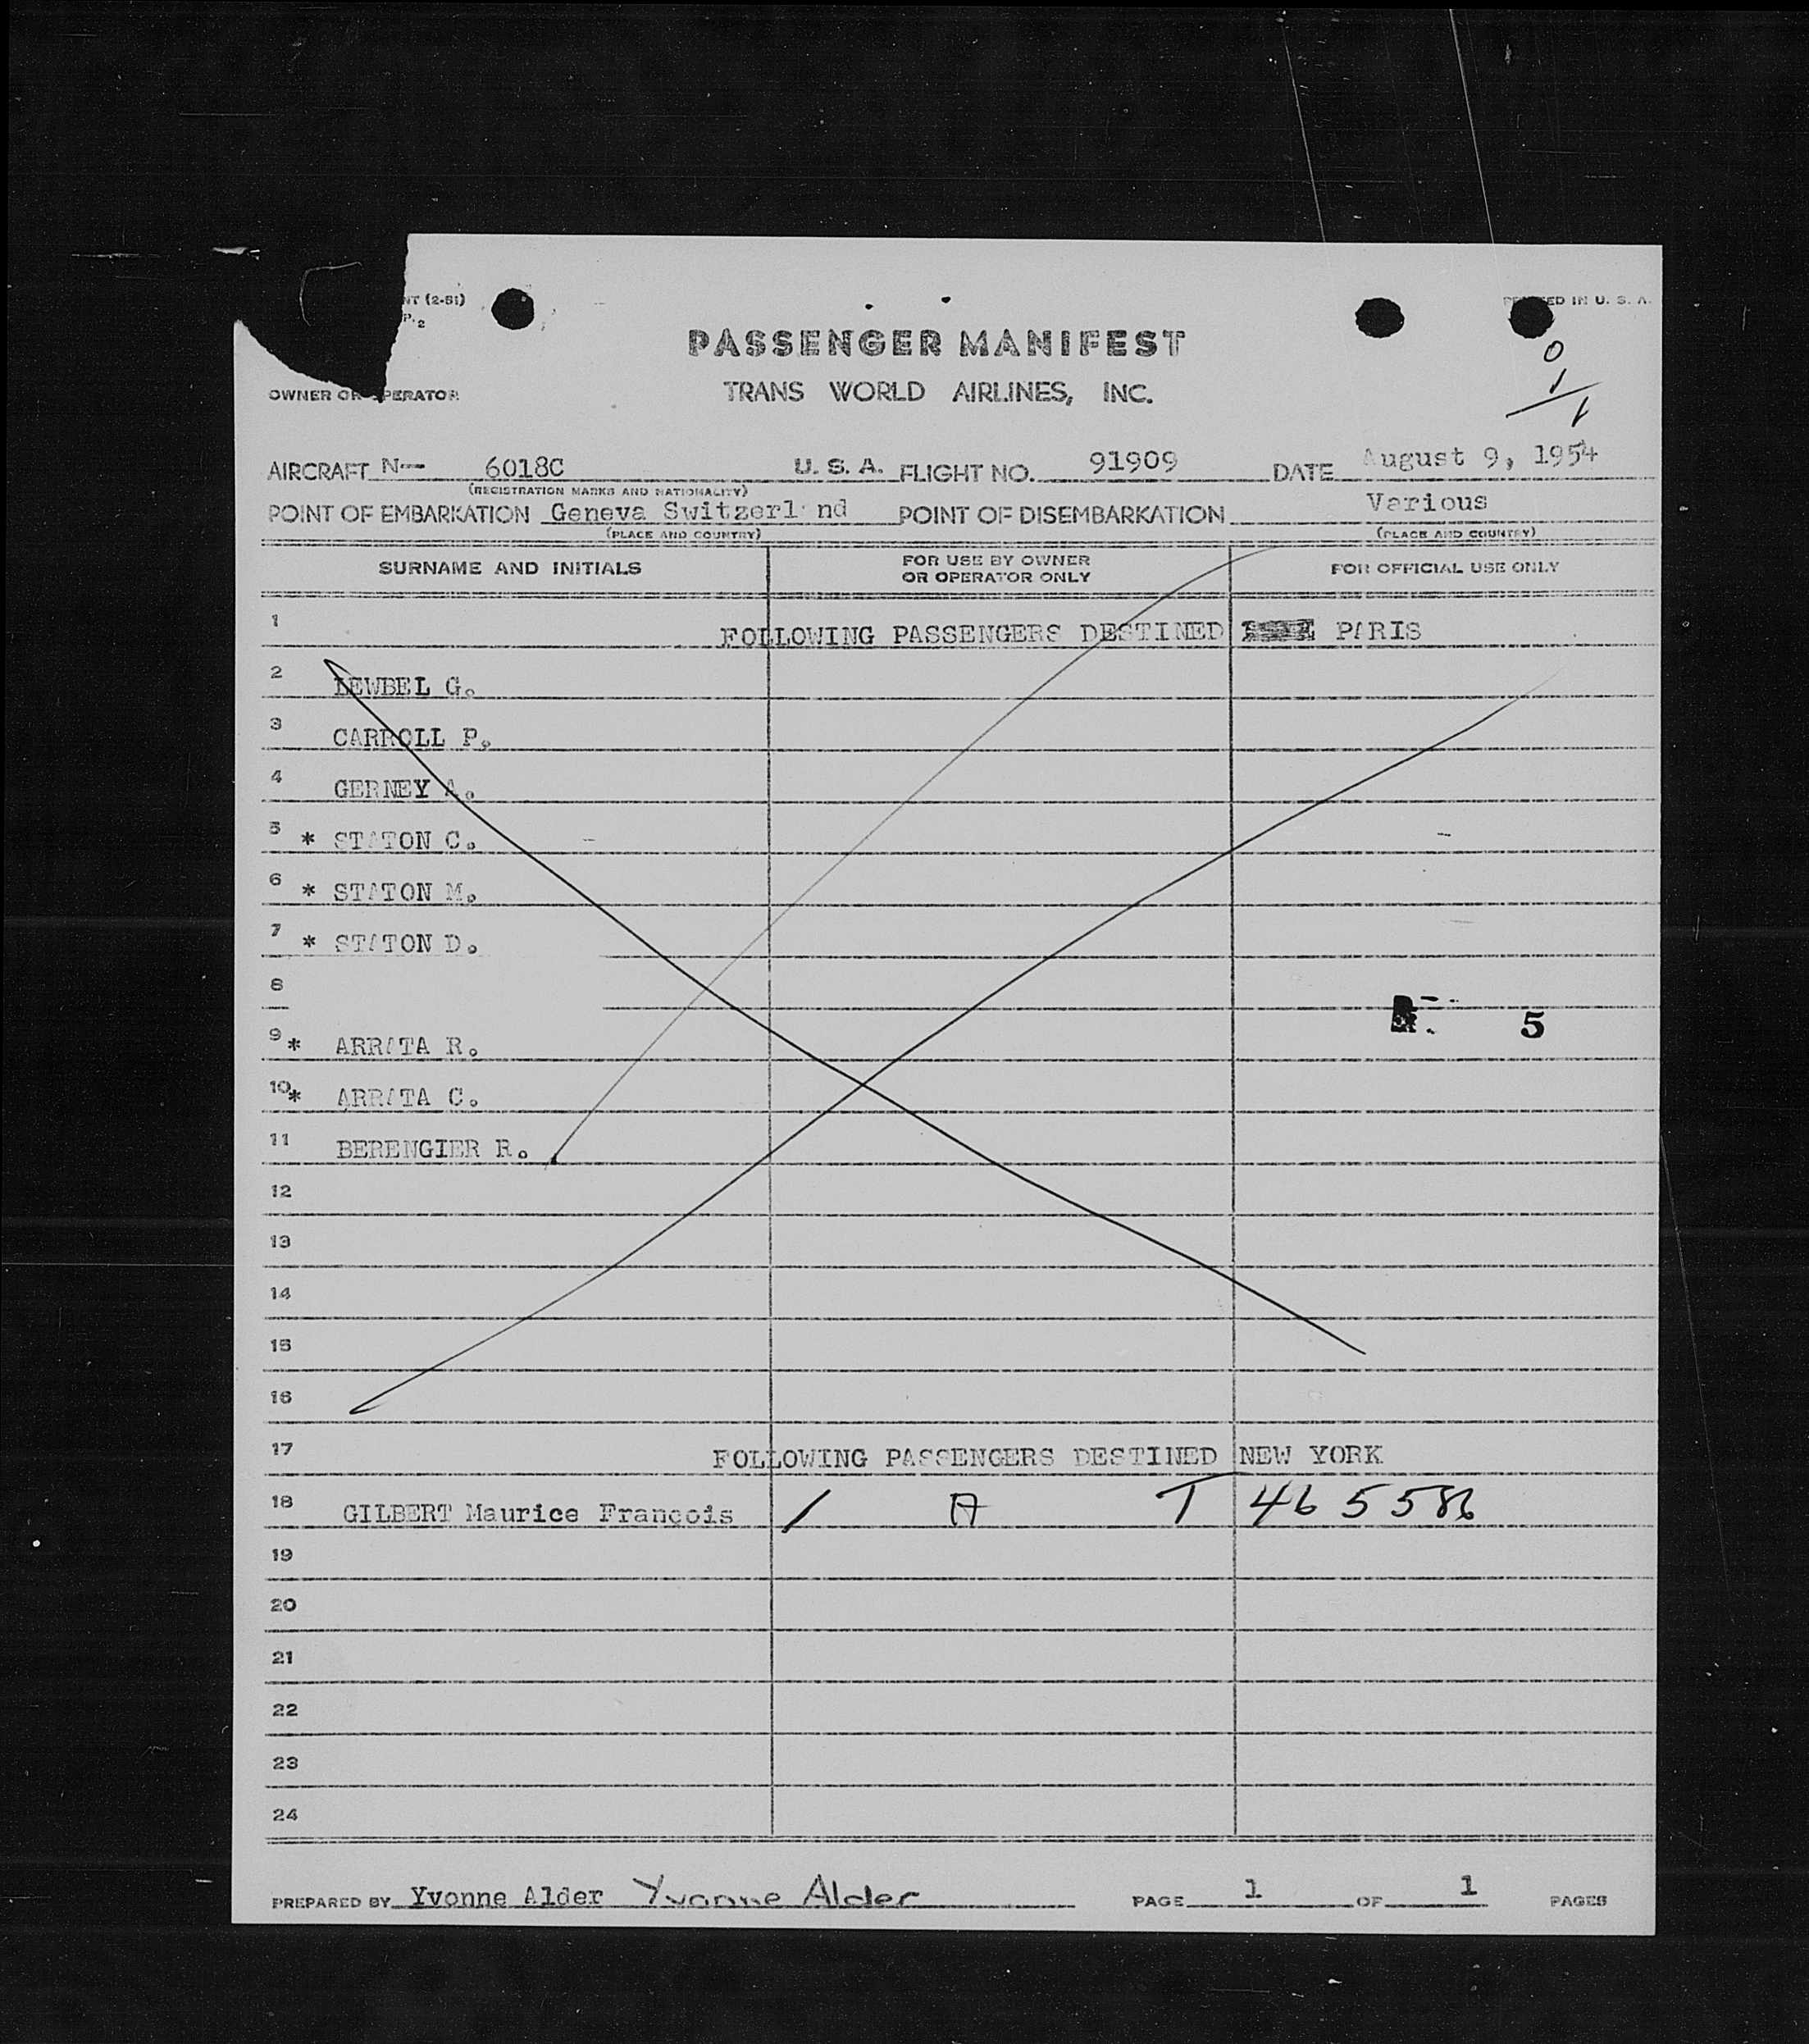 NT (2-51)
P. 2
PRINTED IN U. S. A.
PASSENGER MANIFEST
0
1
1
OWNER OR OPERATOR
TRANS WORLD AIRLINES, INC.
AIRCRAFT N-- 6018C U. S. A. FLIGHT NO. 91909 DATE August 9, 1954
(REGISTRATION MARKS AND NATIONALITY)
POINT OF EMBARKATION Geneva Switzerl nd POINT OF DISEMBARKATION Various
(PLACE AND COUNTRY) (PLACE AND COUNTRY)
SURNAME AND INITIALS FOR USE BY OWNER OR OPERATOR ONLY FOR OFFICIAL USE ONLY
1 FOLLOWING PASSENGERS DESTINED PARIS
2 LEWBEL G.
3 CARROLL P.
4 GERNEY A.
5 * STATON C.
6 * STATON M.
7 * STATON D.
8
5
9 * ARRATA R.
10 * ARRATA C.
11 BERENGIER R.
12
13
14
15
16
17 FOLLOWING PASSENGERS DESTINED NEW YORK
18 GILBERT Maurice François / A T 465586
19
20
21
22
23
24
PREPARED BY Yvonne Alder Yvonne Alder PAGE 1 OF 1 PAGES